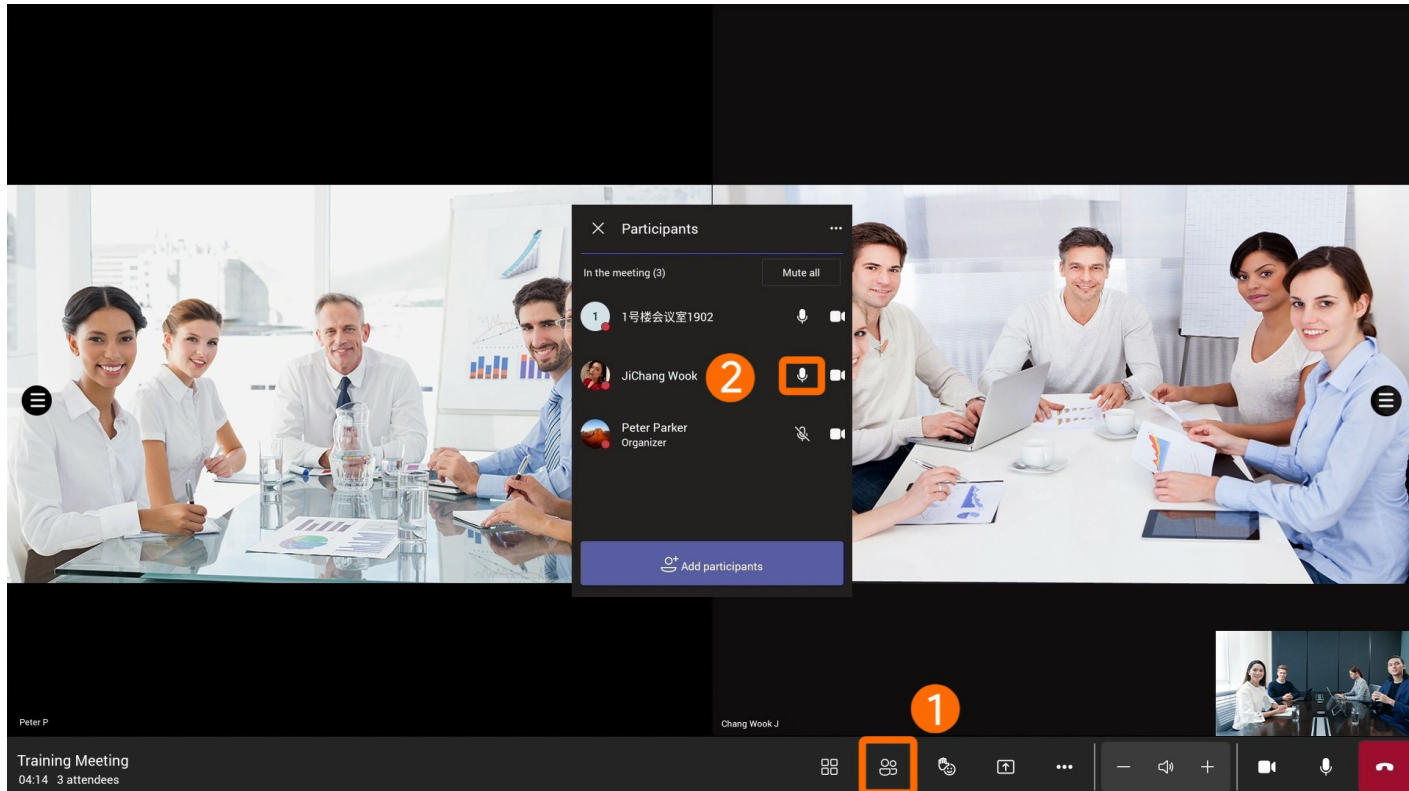 Participants
In the meeting (3)
Mute all
1
1号楼会议室1902
JiChang Wook
2
Peter Parker
Organizer
Add participants
Peter P
Chang Wook J
1
Training Meeting
04:14 3 attendees